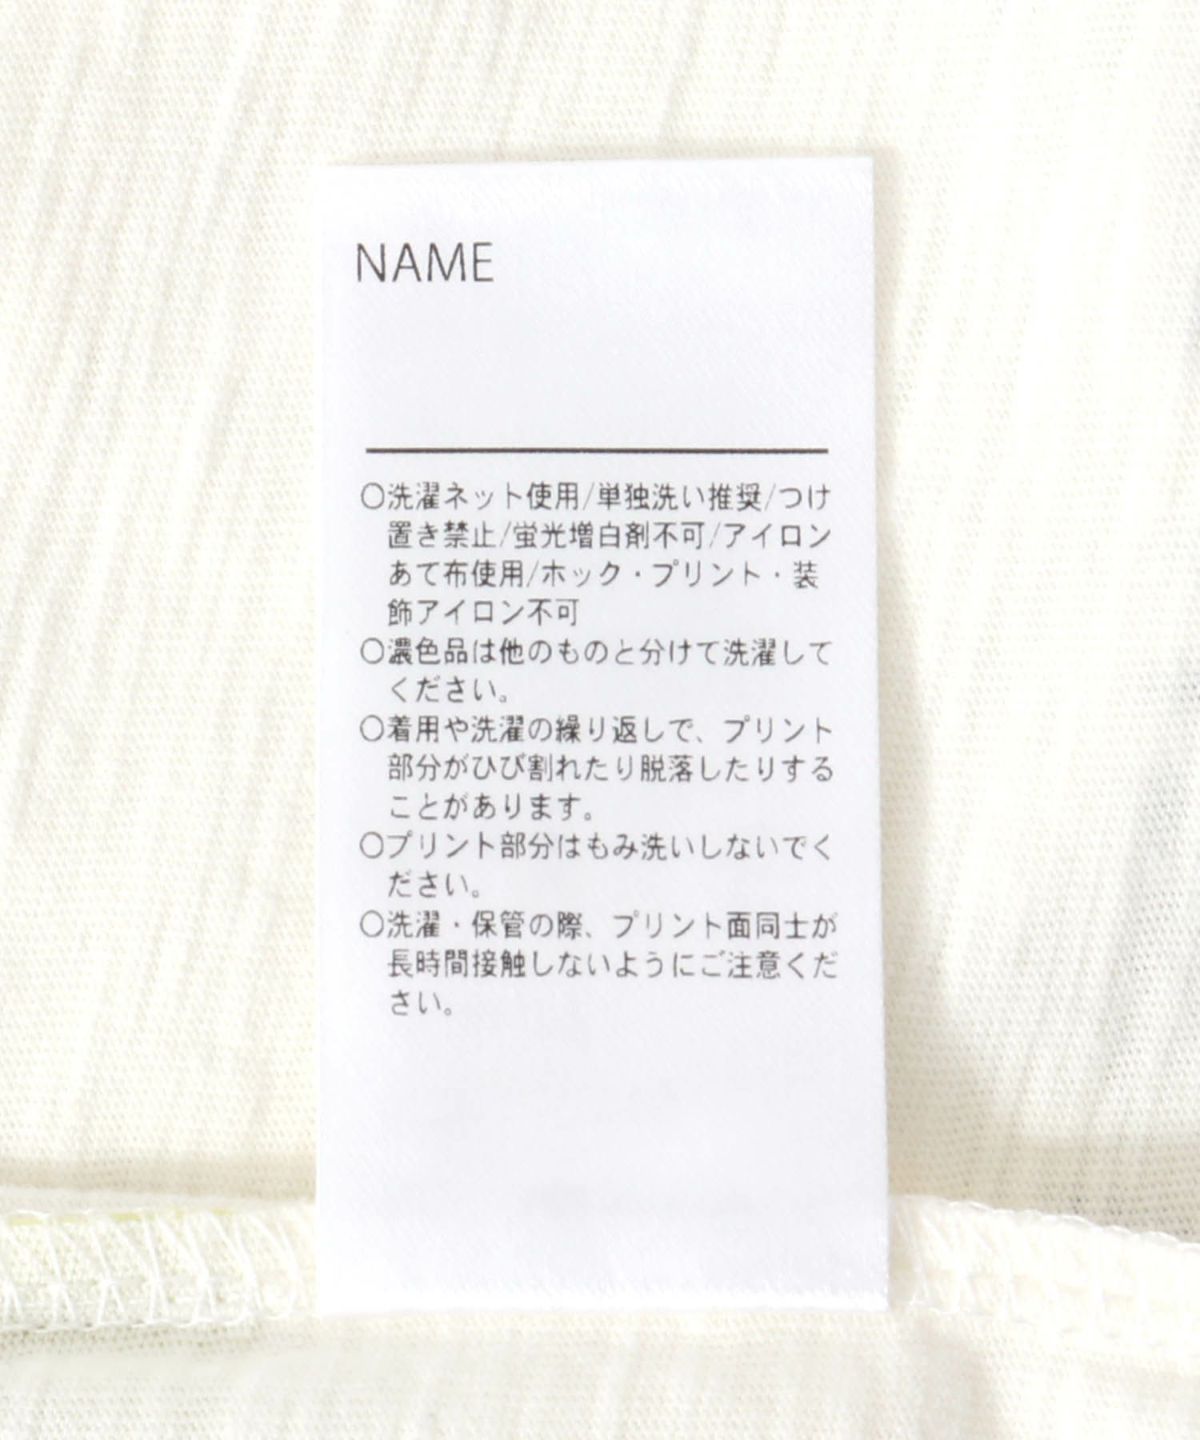 NAME
○洗濯ネット使用/単独洗い推奨/つけ
置き禁止/蛍光増白剤不可/アイロン
あて布使用/ホック・プリント・装
飾アイロン不可
○濃色品は他のものと分けて洗濯して
ください。
○着用や洗濯の繰り返しで、プリント
部分がひび割れたり脱落したりする
ことがあります。
○プリント部分はもみ洗いしないでく
ださい。
○洗濯・保管の際、プリント面同士が
長時間接触しないようにご注意くだ
さい。